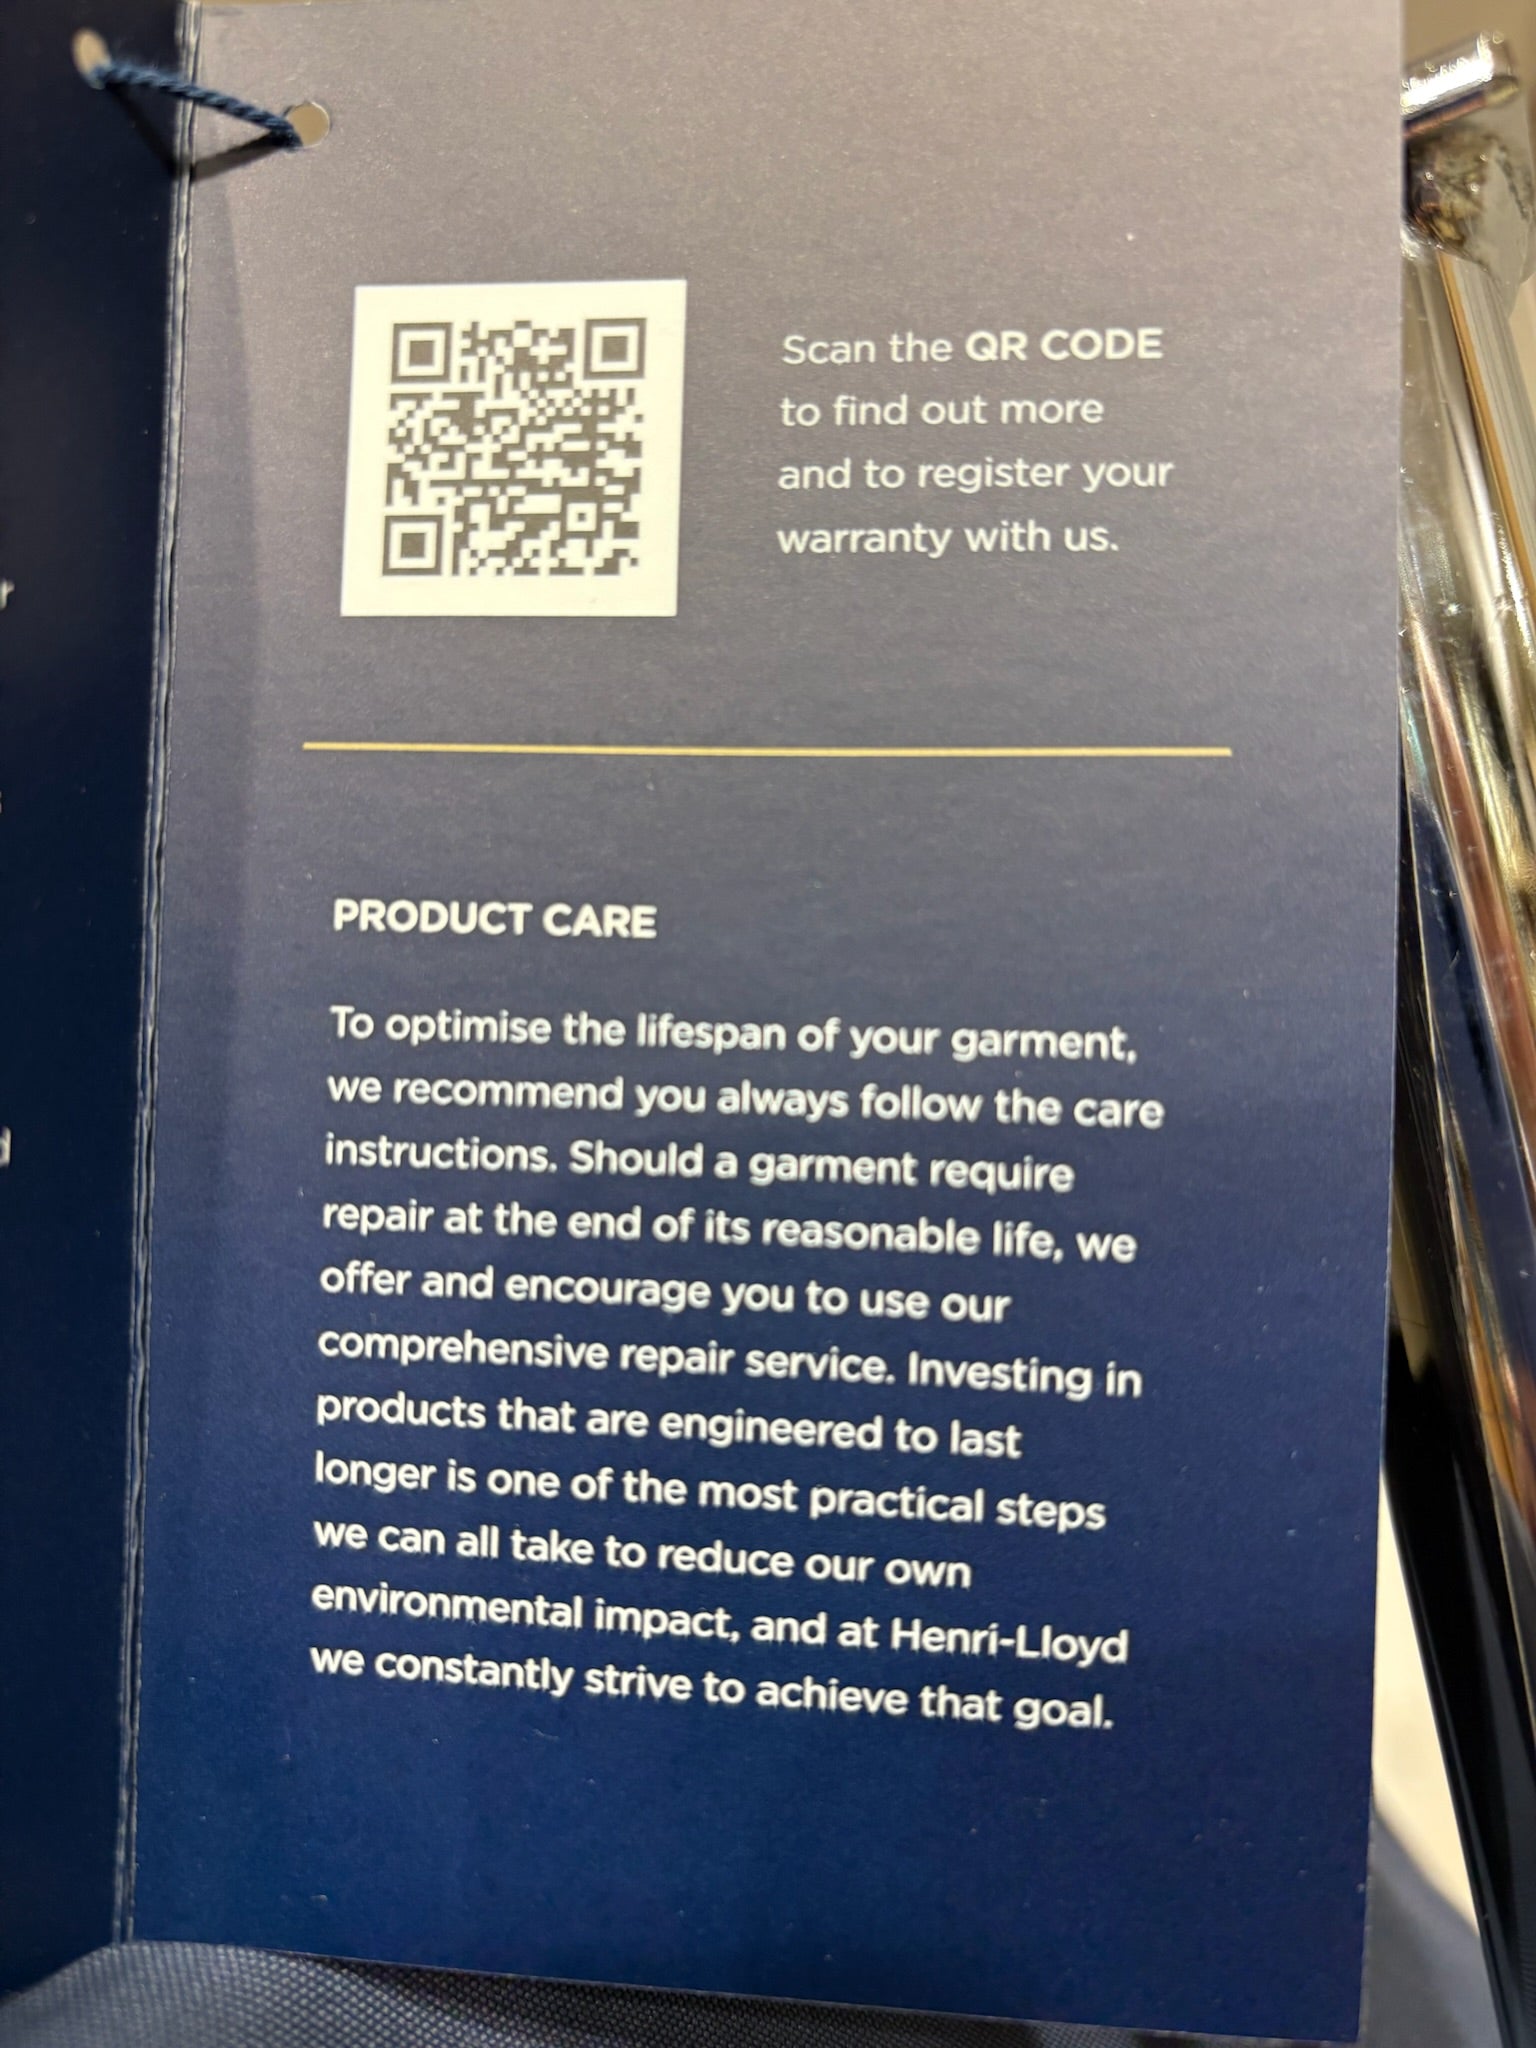 Scan the QR CODE
to find out more
and to register your
warranty with us.
PRODUCT CARE
To optimise the lifespan of your garment,
we recommend you always follow the care
instructions. Should a garment require
repair at the end of its reasonable life, we
offer and encourage you to use our
comprehensive repair service. Investing in
products that are engineered to last
longer is one of the most practical steps
we can all take to reduce our own
environmental impact, and at Henri-Lloyd
we constantly strive to achieve that goal.